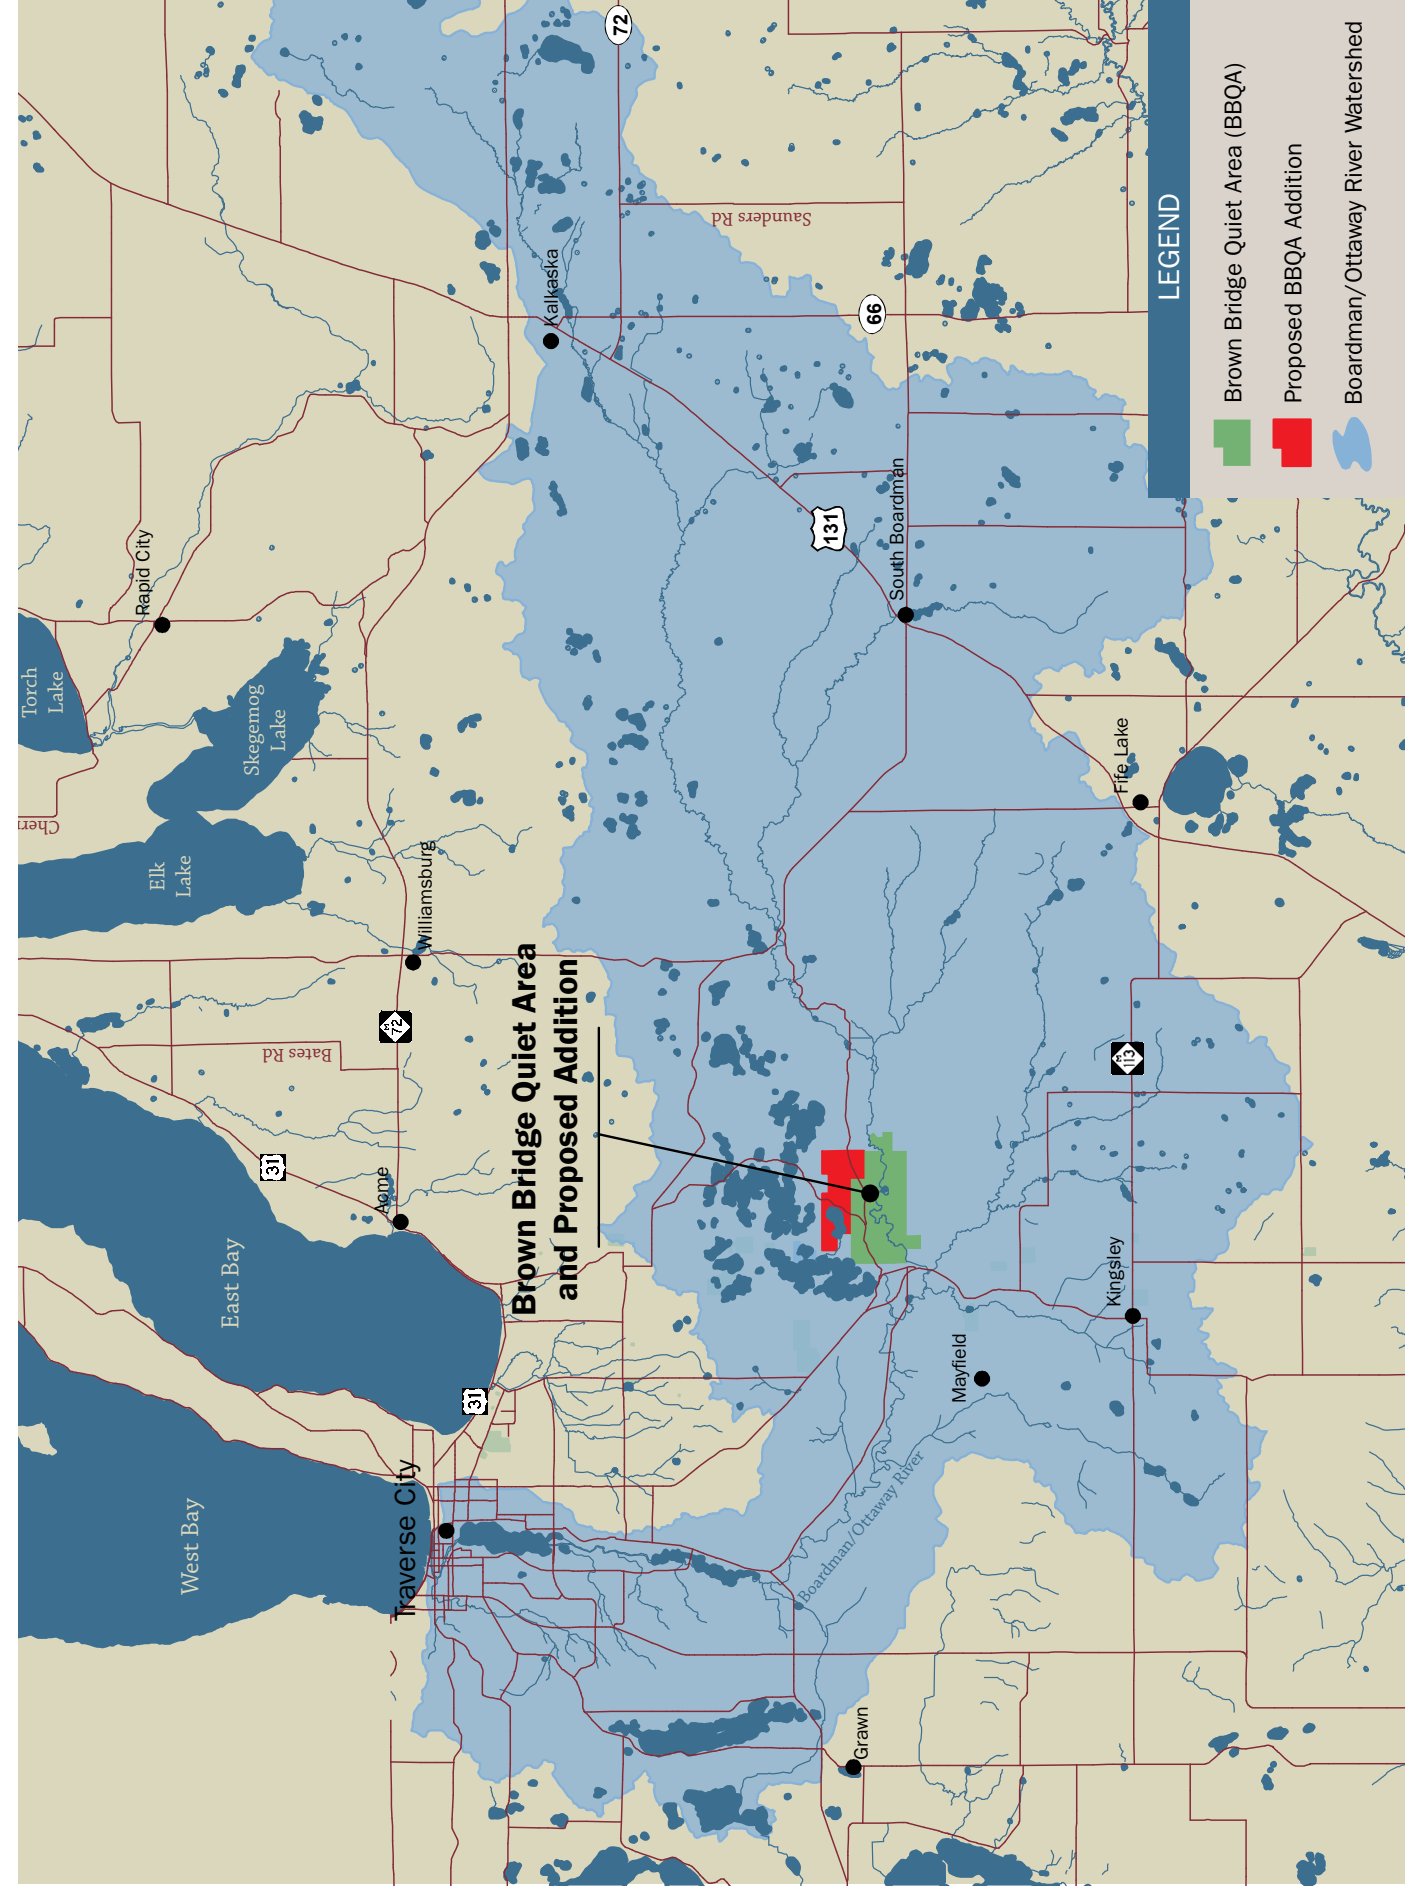 Torch
Lake
Rapid City
Skegemog
Lake
Cherr
Elk
Lake
Williamsburg
72
Bates Rd
31
Acme
East Bay
West Bay
31
Traverse City
Brown Bridge Quiet Area
and Proposed Addition
Kalkaska
72
Saunders Rd
66
131
South Boardman
Fife Lake
M
113
Kingsley
Mayfield
Boardman/Ottaway River
Grawn
LEGEND
Brown Bridge Quiet Area (BBQA)
Proposed BBQA Addition
Boardman/Ottaway River Watershed